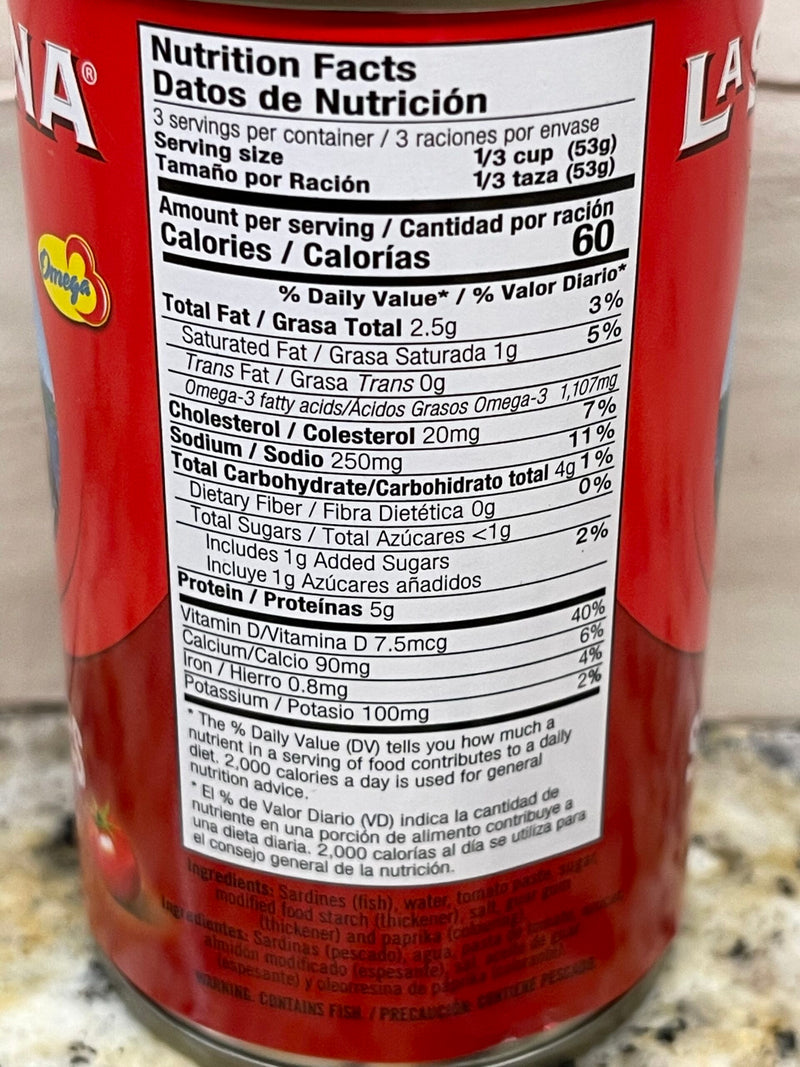 NA®
LA
Omega
Nutrition Facts
Datos de Nutrición
3 servings per container / 3 raciones por envase
Serving size 1/3 cup (53g)
Tamaño por Ración 1/3 taza (53g)
Amount per serving / Cantidad por ración
Calories / Calorías 60
% Daily Value* / % Valor Diario*
Total Fat / Grasa Total 2.5g 3%
Saturated Fat / Grasa Saturada 1g 5%
Trans Fat / Grasa Trans 0g
Omega-3 fatty acids/Ácidos Grasos Omega-3 1,107mg
Cholesterol / Colesterol 20mg 7%
Sodium / Sodio 250mg 11%
Total Carbohydrate/Carbohidrato total 4g 1%
Dietary Fiber / Fibra Dietética 0g 0%
Total Sugars / Total Azúcares <1g
Includes 1g Added Sugars 2%
Incluye 1g Azúcares añadidos
Protein / Proteínas 5g
Vitamin D/Vitamina D 7.5mcg 40%
Calcium/Calcio 90mg 6%
Iron / Hierro 0.8mg 4%
Potassium / Potasio 100mg 2%
* The % Daily Value (DV) tells you how much a
nutrient in a serving of food contributes to a daily
diet. 2,000 calories a day is used for general
nutrition advice.
* El % de Valor Diario (VD) indica la cantidad de
nutriente en una porción de alimento contribuye a
una dieta diaria. 2,000 calorías al día se utiliza para
el consejo general de la nutrición.
Ingredients: Sardines (fish), water, tomato paste, sugar,
modified food starch (thickener), salt, guar gum
(thickener) and paprika
Ingredientes: Sardinas (pescado), agua, pasta de tomate,
almidón modificado (espesante), sal, de guar
(espesante) y oleorresina de
WARNING. CONTAINS FISH. / PRECAUCIÓN: CONTIENE PESCADO.